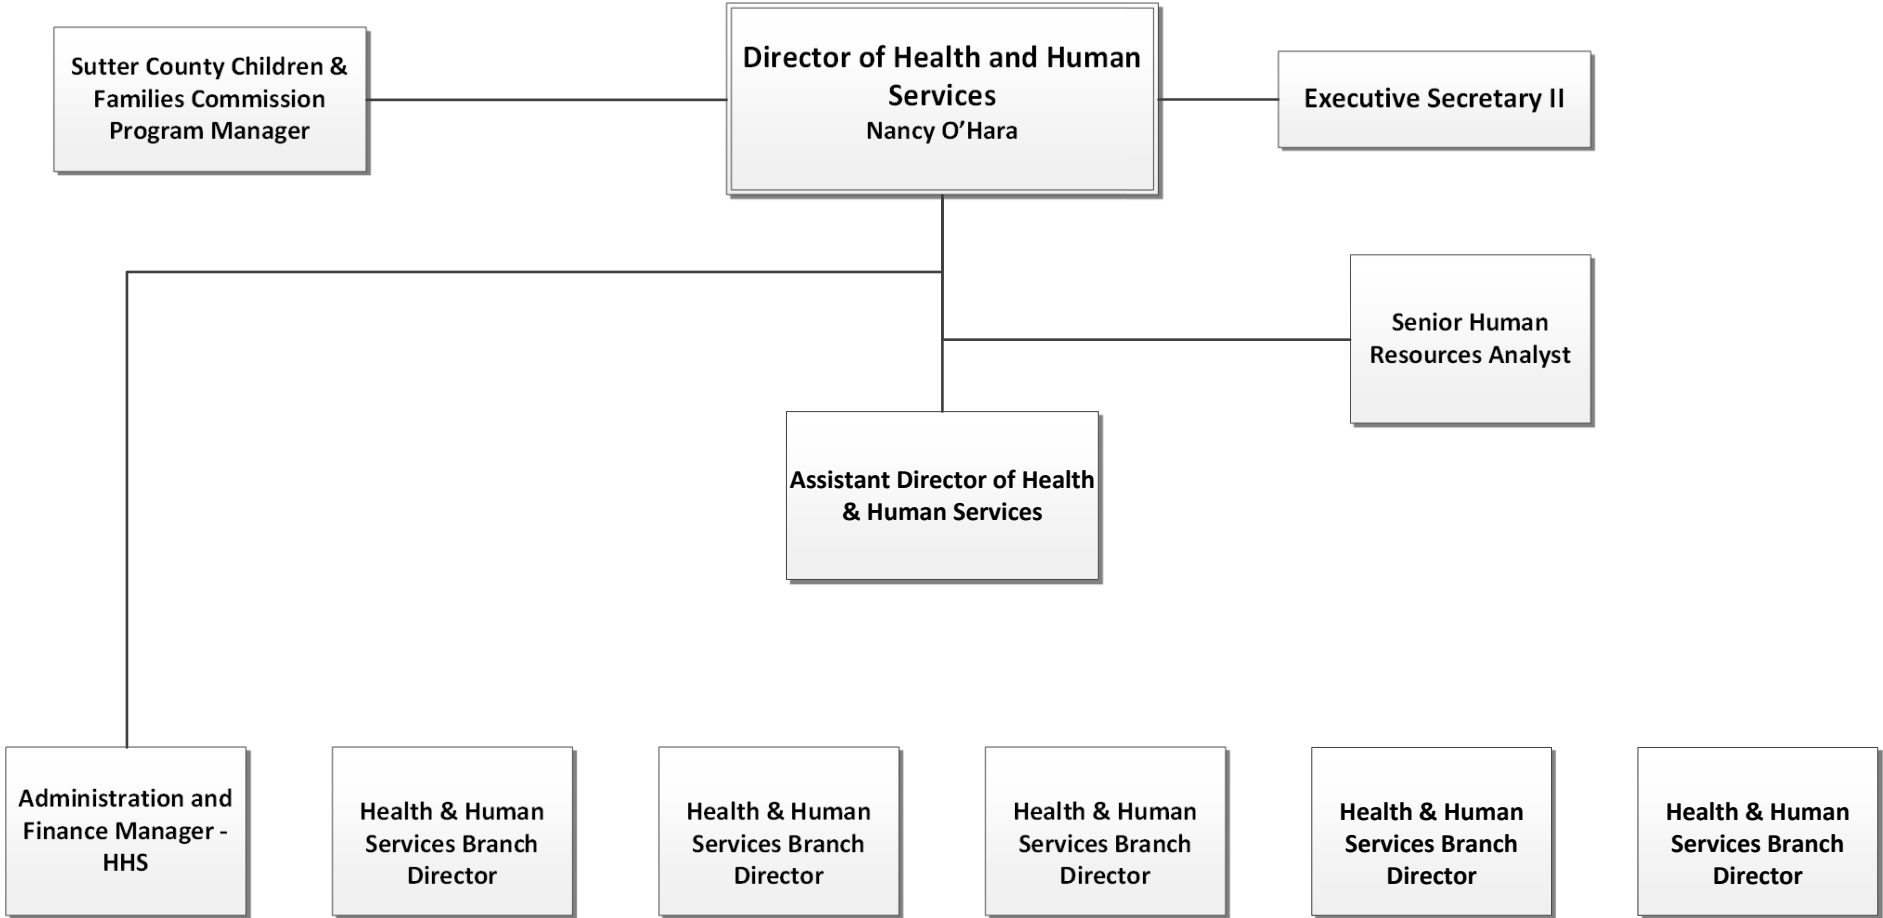 Sutter County Children &
Families Commission
Program Manager
Director of Health and Human
Services
Nancy O’Hara
Executive Secretary II
Senior Human
Resources Analyst
Assistant Director of Health
& Human Services
Administration and
Finance Manager -
HHS
Health & Human
Services Branch
Director
Health & Human
Services Branch
Director
Health & Human
Services Branch
Director
Health & Human
Services Branch
Director
Health & Human
Services Branch
Director